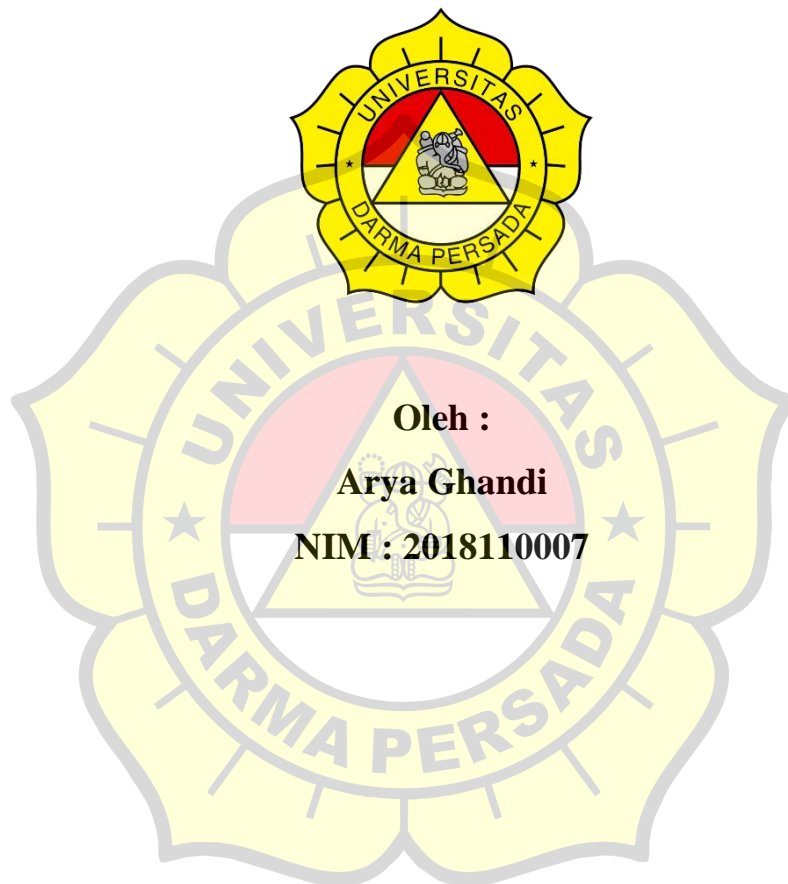 UNIVERSITAS
DARMA PERSADA
UNIVERSITAS
Oleh :
Arya Ghandi
NIM : 2018110007
DARMA PERSADA